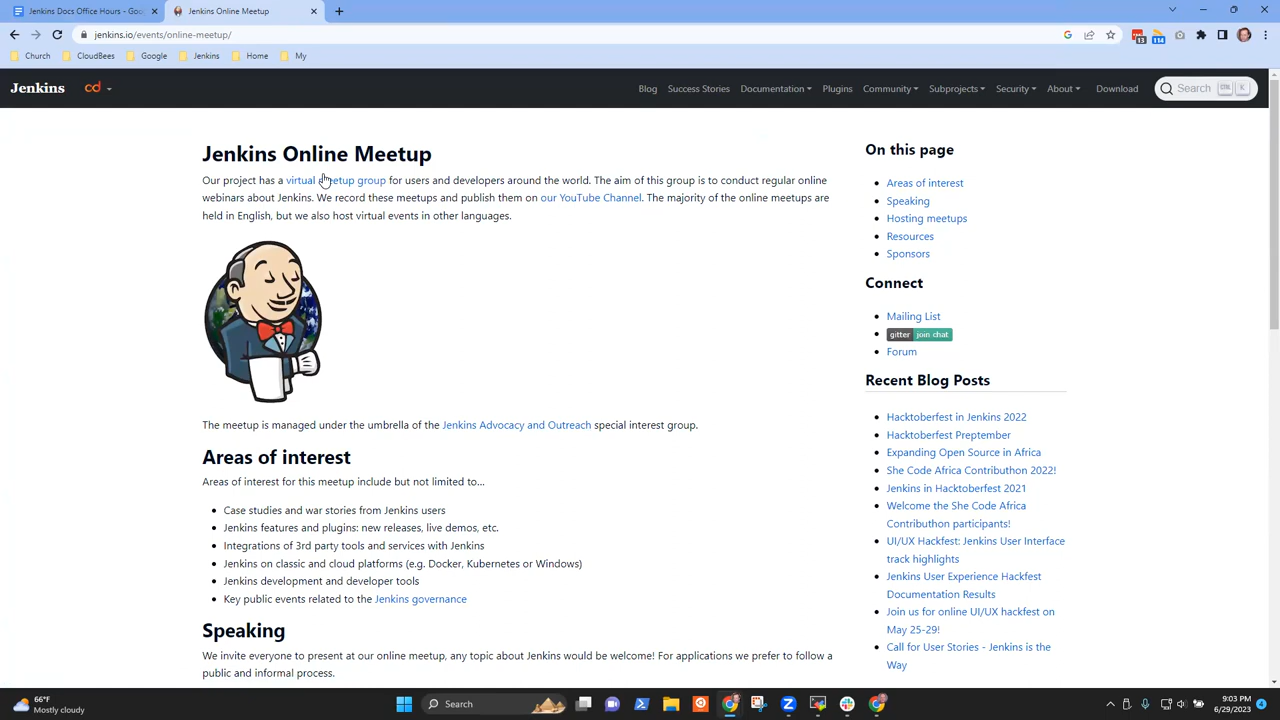 Jenkins Docs Office Hours - Goo
Jenkins Online Meetup
jenkins.io/events/online-meetup/
13
114
Church
CloudBees
Google
Jenkins
Home
My
Jenkins
cd
Blog
Success Stories
Documentation
Plugins
Community
Subprojects
Security
About
Download
Search
CTRL
K
Jenkins Online Meetup
Our project has a virtual meetup group for users and developers around the world. The aim of this group is to conduct regular online
webinars about Jenkins. We record these meetups and publish them on our YouTube Channel. The majority of the online meetups are
held in English, but we also host virtual events in other languages.
The meetup is managed under the umbrella of the Jenkins Advocacy and Outreach special interest group.
Areas of interest
Areas of interest for this meetup include but not limited to...
Case studies and war stories from Jenkins users
Jenkins features and plugins: new releases, live demos, etc.
Integrations of 3rd party tools and services with Jenkins
Jenkins on classic and cloud platforms (e.g. Docker, Kubernetes or Windows)
Jenkins development and developer tools
Key public events related to the Jenkins governance
Speaking
We invite everyone to present at our online meetup, any topic about Jenkins would be welcome! For applications we prefer to follow a
public and informal process.
On this page
Areas of interest
Speaking
Hosting meetups
Resources
Sponsors
Connect
Mailing List
gitter join chat
Forum
Recent Blog Posts
Hacktoberfest in Jenkins 2022
Hacktoberfest Preptember
Expanding Open Source in Africa
She Code Africa Contributhon 2022!
Jenkins in Hacktoberfest 2021
Welcome the She Code Africa
Contributhon participants!
UI/UX Hackfest: Jenkins User Interface
track highlights
Jenkins User Experience Hackfest
Documentation Results
Join us for online UI/UX hackfest on
May 25-29!
Call for User Stories - Jenkins is the
Way
66°F
Mostly cloudy
Search
9:03 PM
6/29/2023